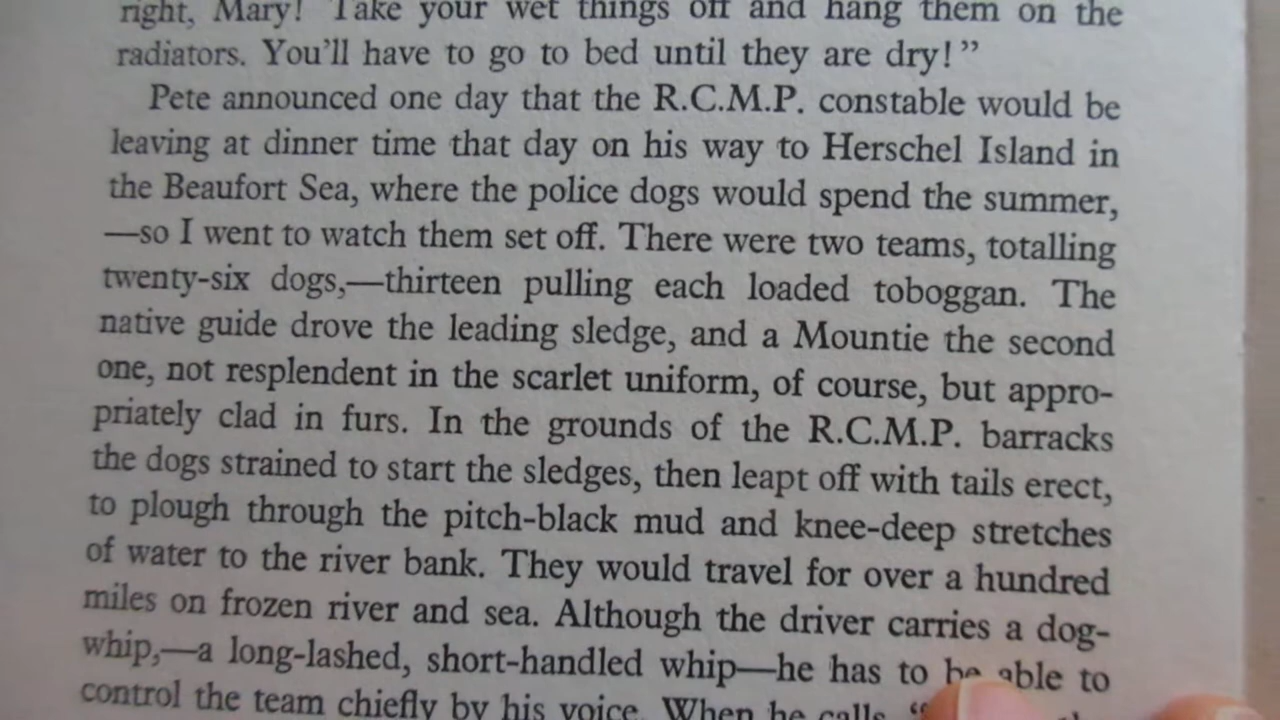 right, Mary! Take your wet things off and hang them on the
radiators. You'll have to go to bed until they are dry!”
Pete announced one day that the R.C.M.P. constable would be
leaving at dinner time that day on his way to Herschel Island in
the Beaufort Sea, where the police dogs would spend the summer,
—so I went to watch them set off. There were two teams, totalling
twenty-six dogs,—thirteen pulling each loaded toboggan. The
native guide drove the leading sledge, and a Mountie the second
one, not resplendent in the scarlet uniform, of course, but appro-
priately clad in furs. In the grounds of the R.C.M.P. barracks
the dogs strained to start the sledges, then leapt off with tails erect,
to plough through the pitch-black mud and knee-deep stretches
of water to the river bank. They would travel for over a hundred
miles on frozen river and sea. Although the driver carries a dog-
whip,—a long-lashed, short-handled whip—he has to be able to
control the team chiefly by his voice. When he calls